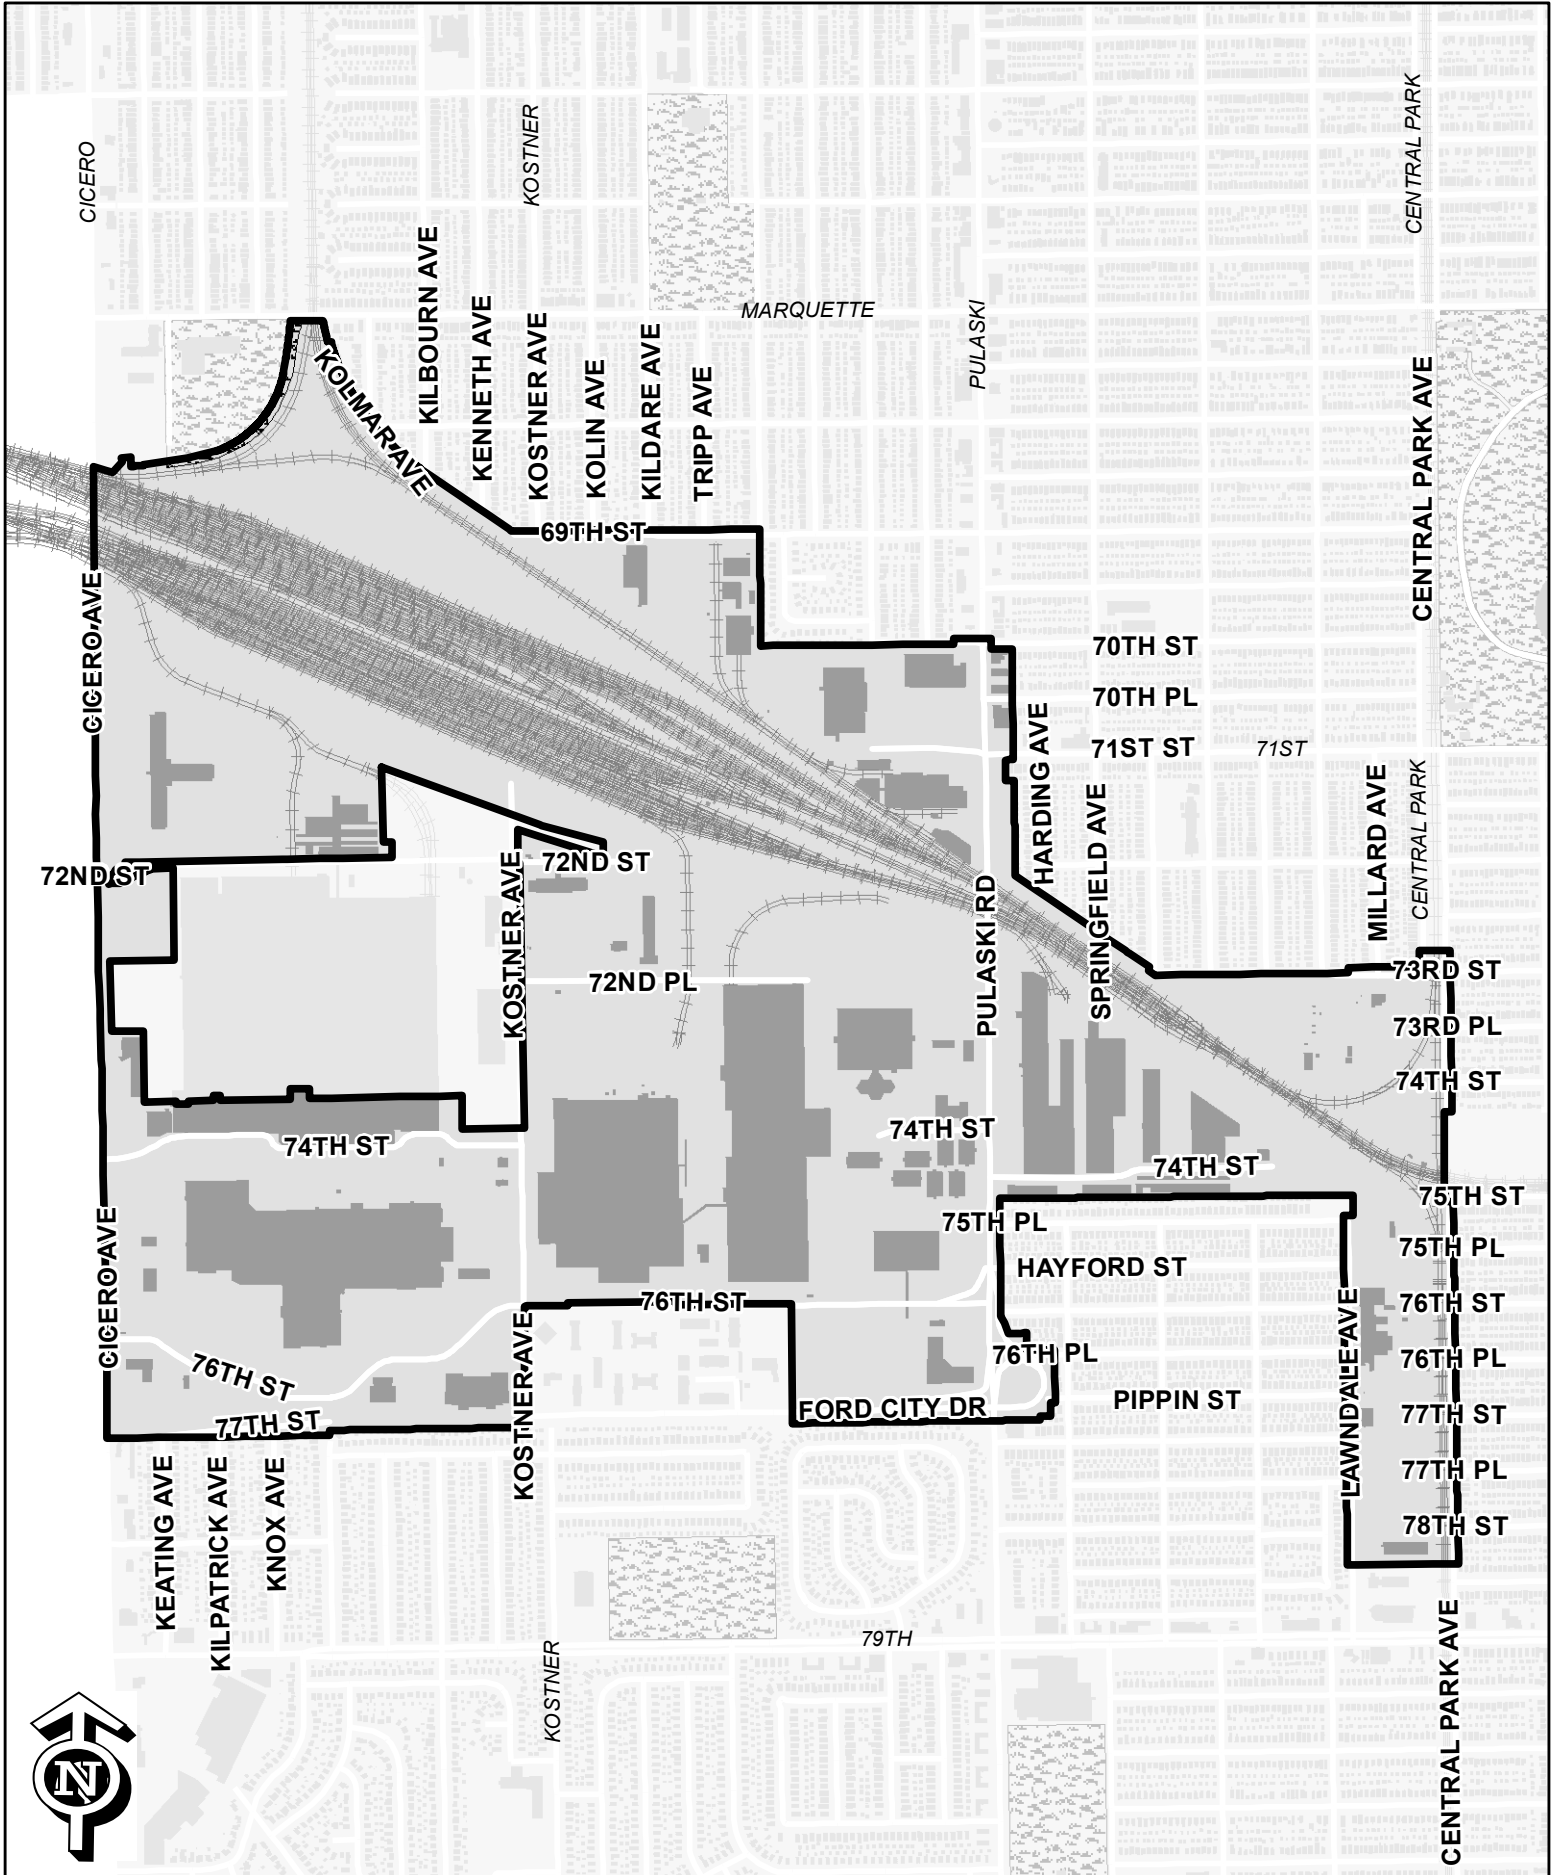 CICERO
KOSTNER
CENTRAL PARK
KILBOURN AVE
KENNETH AVE
KOSTNER AVE
KOLIN AVE
KILDARE AVE
TRIPP AVE
MARQUETTE
PULASKI
KOLMAR AVE
CENTRAL PARK AVE
69TH ST
CICERO AVE
70TH ST
70TH PL
71ST ST
71ST
HARDING AVE
SPRINGFIELD AVE
MILLARD AVE
CENTRAL PARK
72ND ST
72ND ST
KOSTNER AVE
PULASKI RD
72ND PL
73RD ST
73RD PL
74TH ST
74TH ST
74TH ST
74TH ST
75TH ST
75TH PL
75TH PL
HAYFORD ST
CICERO AVE
76TH ST
76TH ST
76TH ST
76TH PL
76TH PL
LAWNDALE AVE
KOSTNER AVE
PIPPIN ST
FORD CITY DR
77TH ST
77TH ST
77TH PL
78TH ST
KEATING AVE
KILPATRICK AVE
KNOX AVE
KOSTNER
79TH
CENTRAL PARK AVE
N